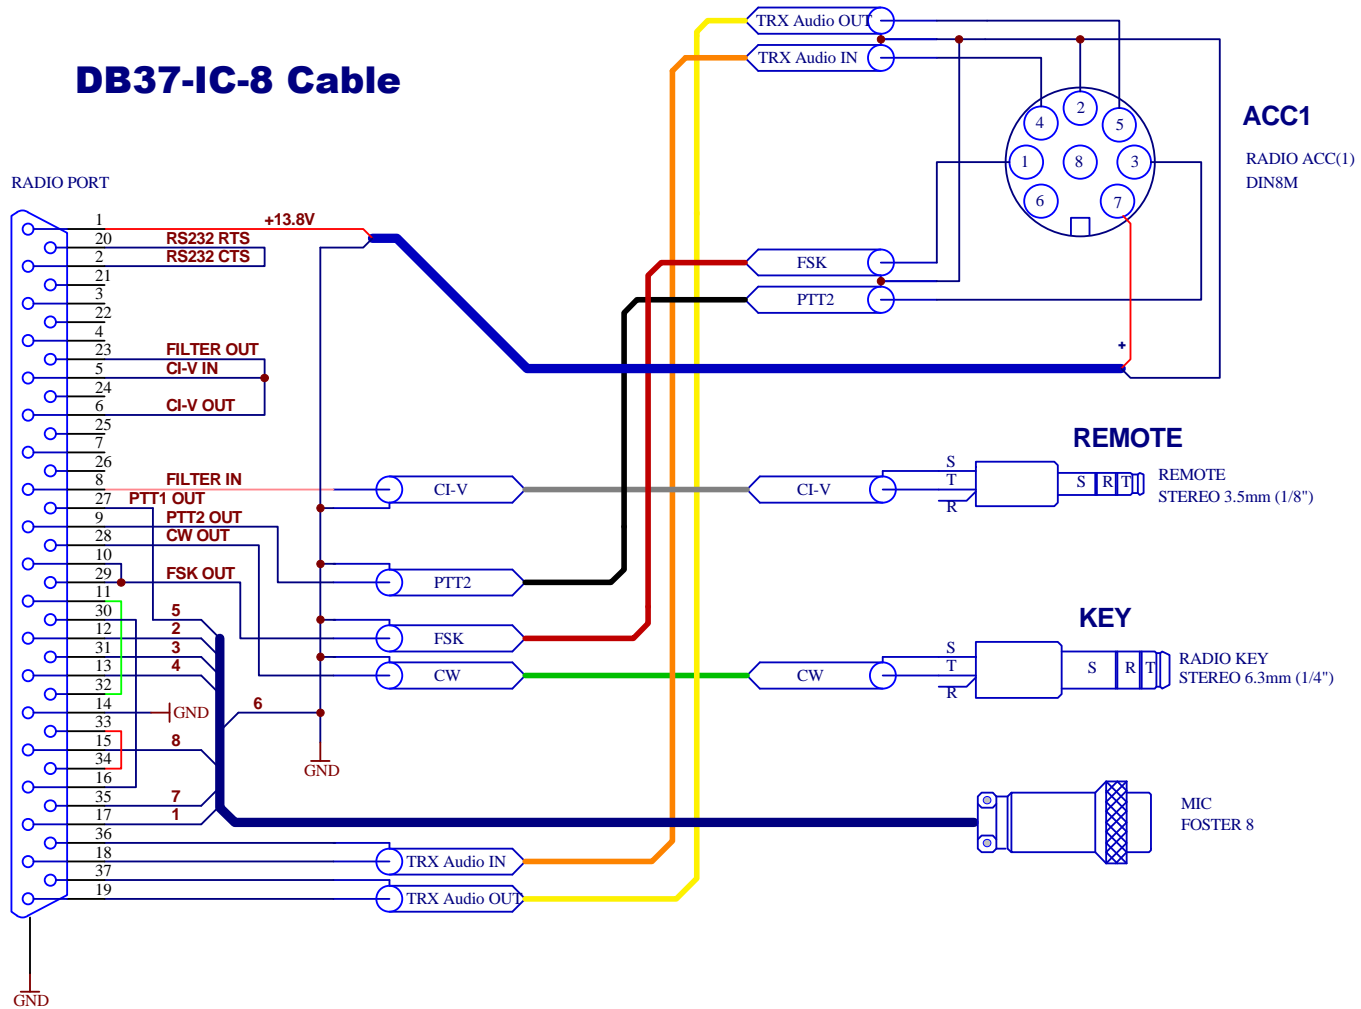 DB37-IC-8 Cable
TRX Audio OUT
TRX Audio IN
ACC1
RADIO ACC(1)
DIN8M
4
2
5
1
8
3
6
7
RADIO PORT
1
+13.8V
20
RS232 RTS
2
RS232 CTS
21
3
22
4
23
FILTER OUT
5
CI-V IN
24
6
CI-V OUT
25
7
26
8
FILTER IN
27
PTT1 OUT
9
PTT2 OUT
28
CW OUT
10
29
FSK OUT
11
30
5
12
2
31
3
13
4
32
14
GND
6
33
15
8
34
16
35
7
17
1
36
18
37
19
GND
GND
FSK
PTT2
+
CI-V
CI-V
PTT2
FSK
CW
CW
TRX Audio IN
TRX Audio OUT
REMOTE
S
T
R
S R T
REMOTE
STEREO 3.5mm (1/8")
KEY
S
T
R
S R T
RADIO KEY
STEREO 6.3mm (1/4")
MIC
FOSTER 8